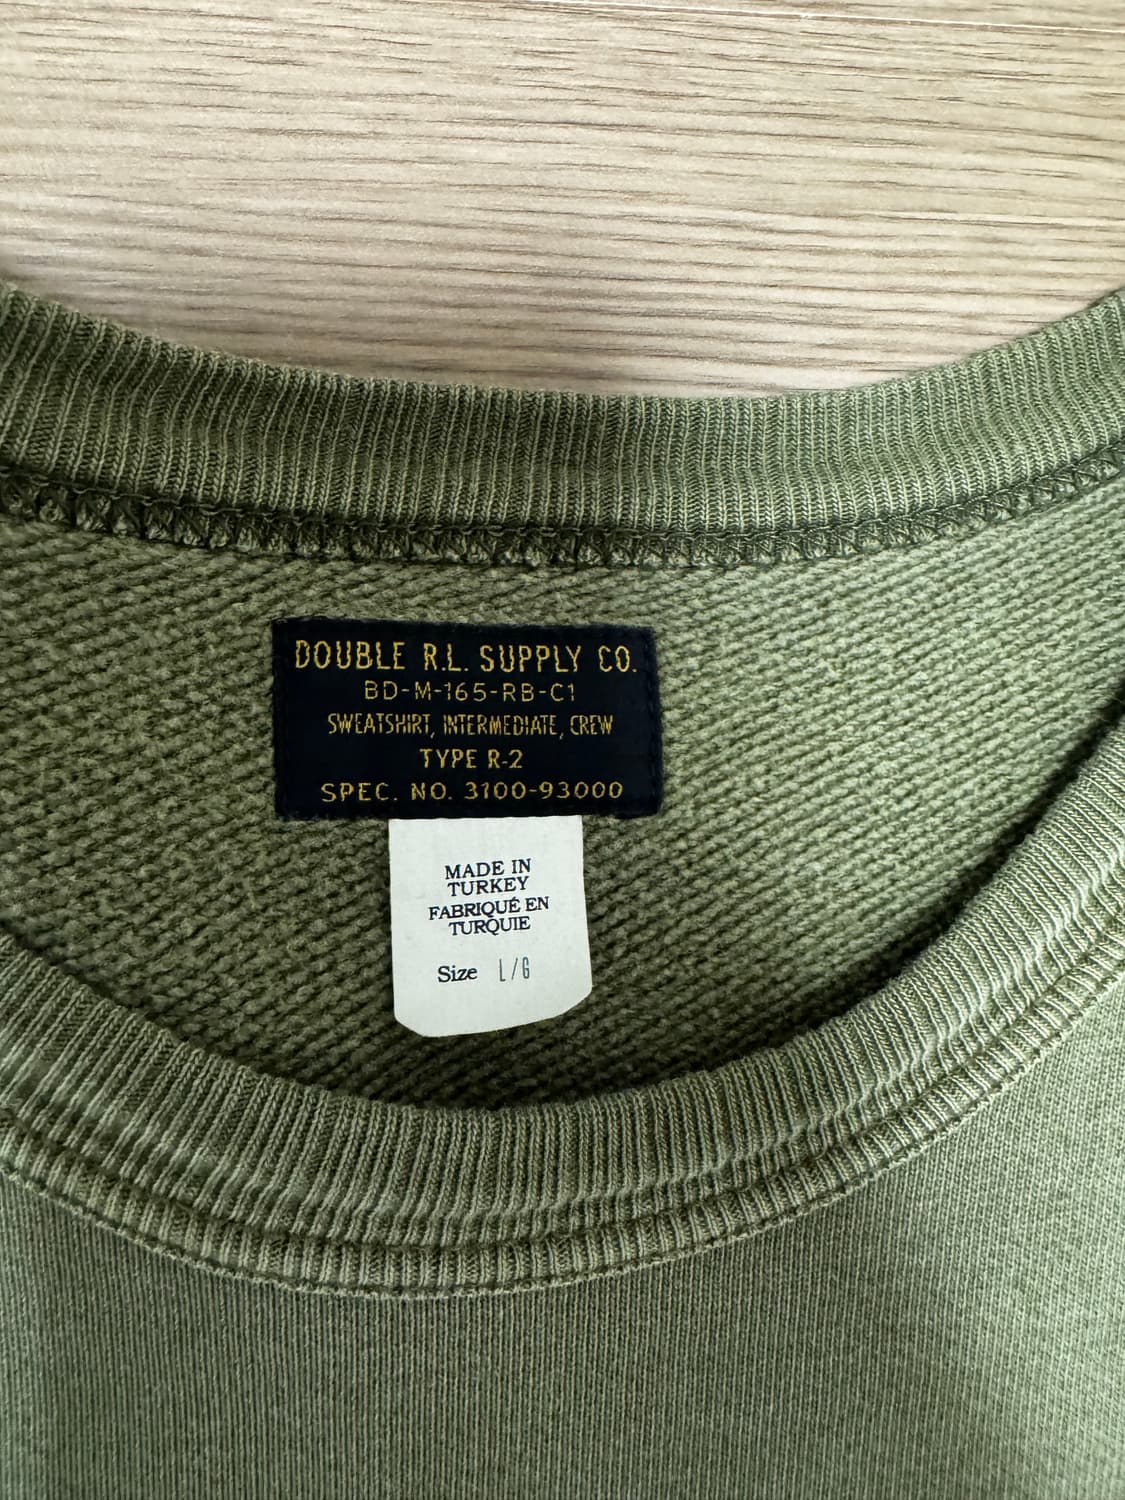 DOUBLE R.L. SUPPLY CO.
BD-M-165-RB-C1
SWEATSHIRT, INTERMEDIATE, CREW
TYPE R-2
SPEC. NO. 3100-93000
MADE IN
TURKEY
FABRIQUÉ EN
TURQUIE
Size L/G